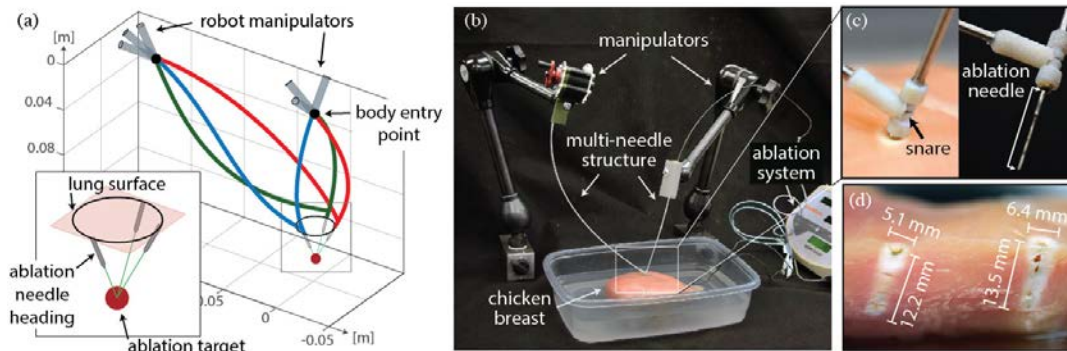 (a)
[m]
0
0.04
0.08
robot manipulators
body entry
point
lung surface
ablation
needle
heading
ablation target
0.05
0
-0.05
[m]
(b)
manipulators
multi-needle
structure
ablation
system
chicken
breast
(c)
ablation
needle
snare
(d)
5.1 mm
12.2 mm
6.4 mm
13.5 mm